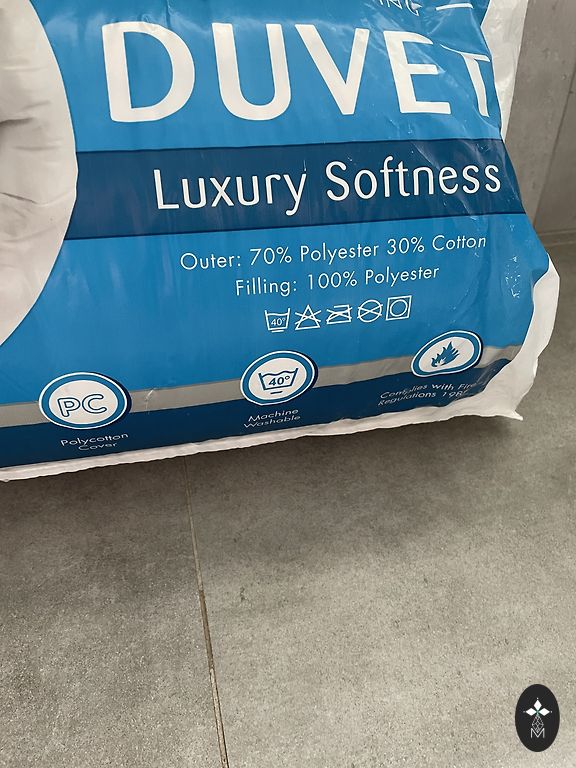 DUVET
Luxury Softness
Outer: 70% Polyester 30% Cotton
Filling: 100% Polyester
40°
PC
Polycotton
Cover
40°
Machine
Washable
Complies with Fire
Regulations
M